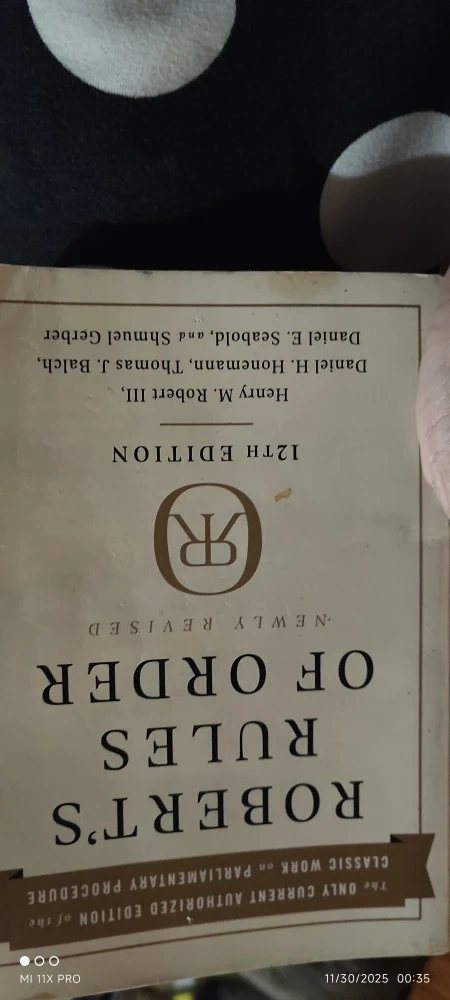 The ONLY CURRENT AUTHORIZED EDITION of the
CLASSIC WORK on PARLIAMENTARY PROCEDURE
ROBERT'S
RULES
OF ORDER
NEWLY REVISED
RR
12TH EDITION
Henry M. Robert III,
Daniel H. Honemann, Thomas J. Balch,
Daniel E. Seabold, and Shmuel Gerber
MI 11X PRO
11/30/2025 00:35